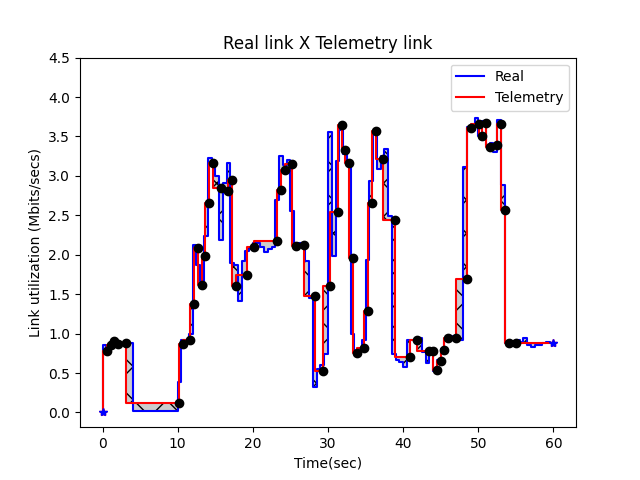 Real link X Telemetry link
Real
Telemetry
Link utilization (Mbits/secs)
4.5
4.0
3.5
3.0
2.5
2.0
1.5
1.0
0.5
0.0
0 10 20 30 40 50 60
Time(sec)